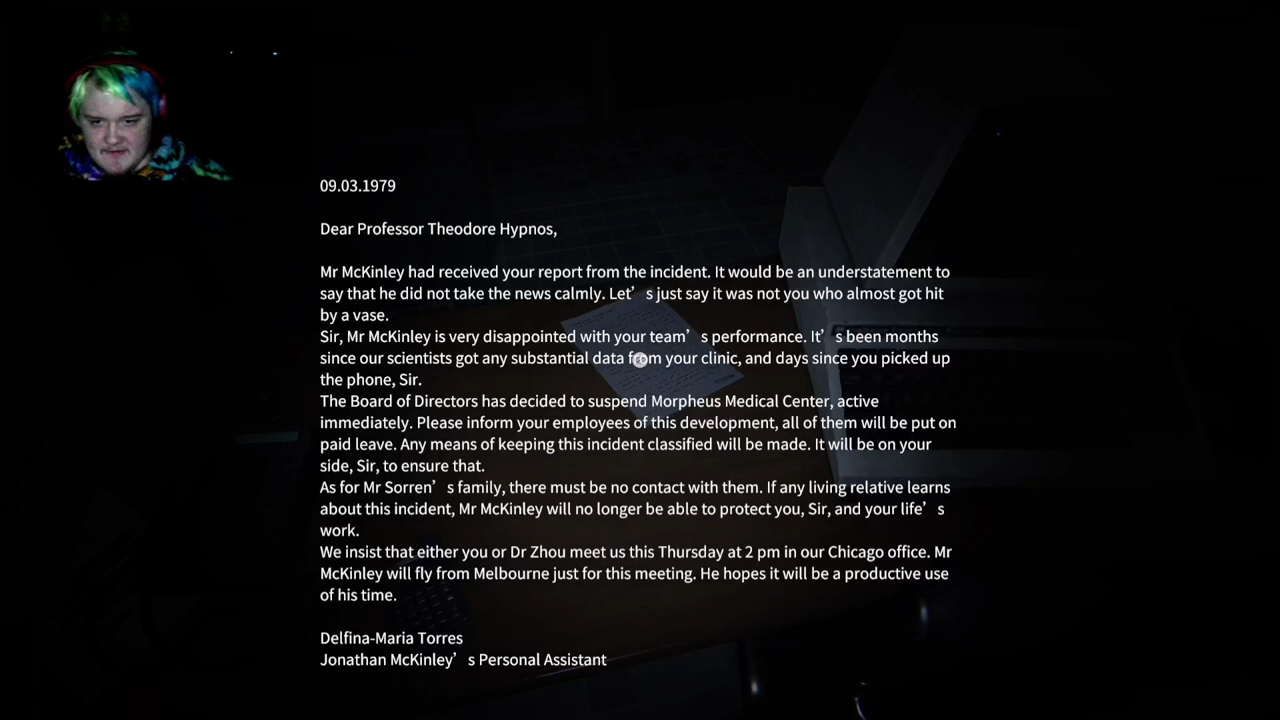 09.03.1979
Dear Professor Theodore Hypnos,
Mr McKinley had received your report from the incident. It would be an understatement to
say that he did not take the news calmly. Let’s just say it was not you who almost got hit
by a vase.
Sir, Mr McKinley is very disappointed with your team’s performance. It’s been months
since our scientists got any substantial data from your clinic, and days since you picked up
the phone, Sir.
The Board of Directors has decided to suspend Morpheus Medical Center, active
immediately. Please inform your employees of this development, all of them will be put on
paid leave. Any means of keeping this incident classified will be made. It will be on your
side, Sir, to ensure that.
As for Mr Sorren’s family, there must be no contact with them. If any living relative learns
about this incident, Mr McKinley will no longer be able to protect you, Sir, and your life’s
work.
We insist that either you or Dr Zhou meet us this Thursday at 2 pm in our Chicago office. Mr
McKinley will fly from Melbourne just for this meeting. He hopes it will be a productive use
of his time.
Delfina-Maria Torres
Jonathan McKinley’s Personal Assistant